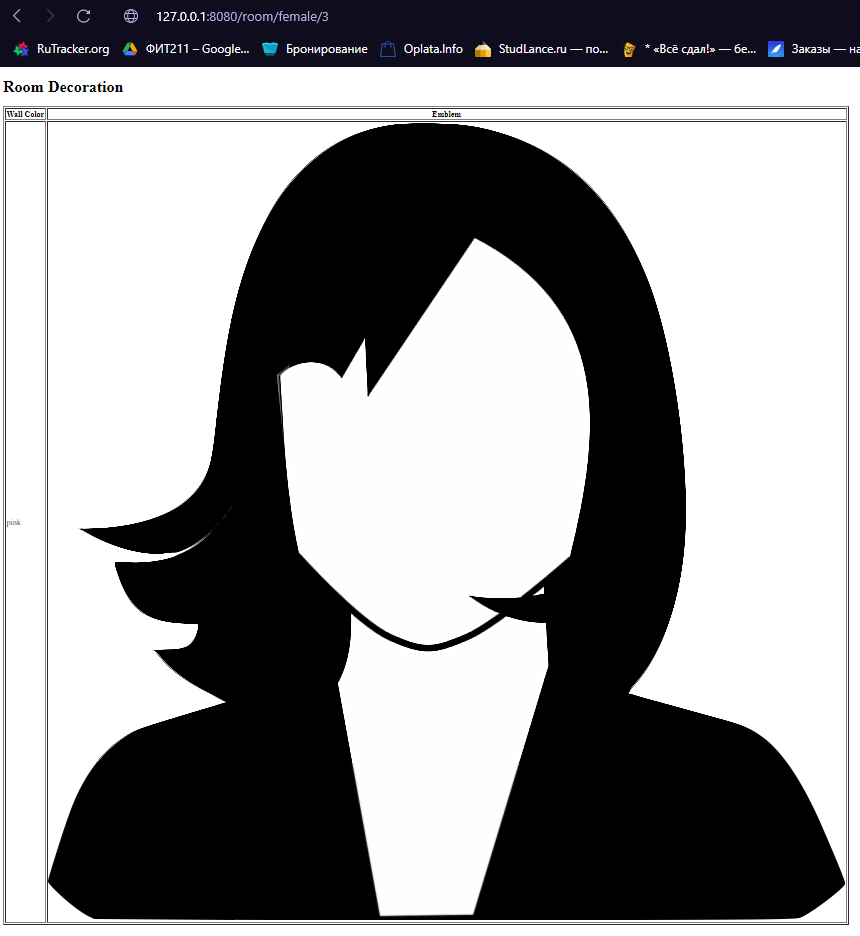 127.0.0.1:8080/room/female/3
RuTracker.org ФИТ211 – Google... Бронирование Oplata.Info StudLance.ru — по... * «Всё сдал!» — бе... Заказы — на
Room Decoration
Wall Color Emblem
pink